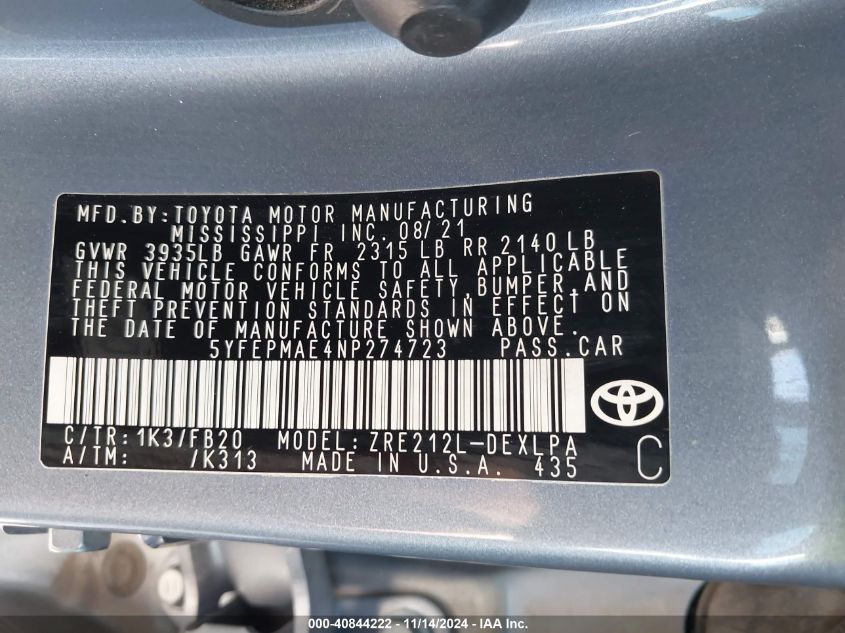 MFD.BY:TOYOTA MOTOR MANUFACTURING
MISSISSIPPI INC. 08/21
GVWR 3935LB GAWR FR 2315 LB RR 2140 LB
THIS VEHICLE CONFORMS TO ALL APPLICABLE
FEDERAL MOTOR VEHICLE SAFETY,BUMPER,AND
THEFT PREVENTION STANDARDS IN EFFECT ON
THE DATE OF MANUFACTURE SHOWN ABOVE.
5YFEPMAE4NP274723 PASS.CAR
C/TR:1K3/FB20 MODEL:ZRE212L-DEXLPA
A/TM: /K313 MADE IN U.S.A. 435 C
000-40844222 - 11/14/2024 - IAA Inc.